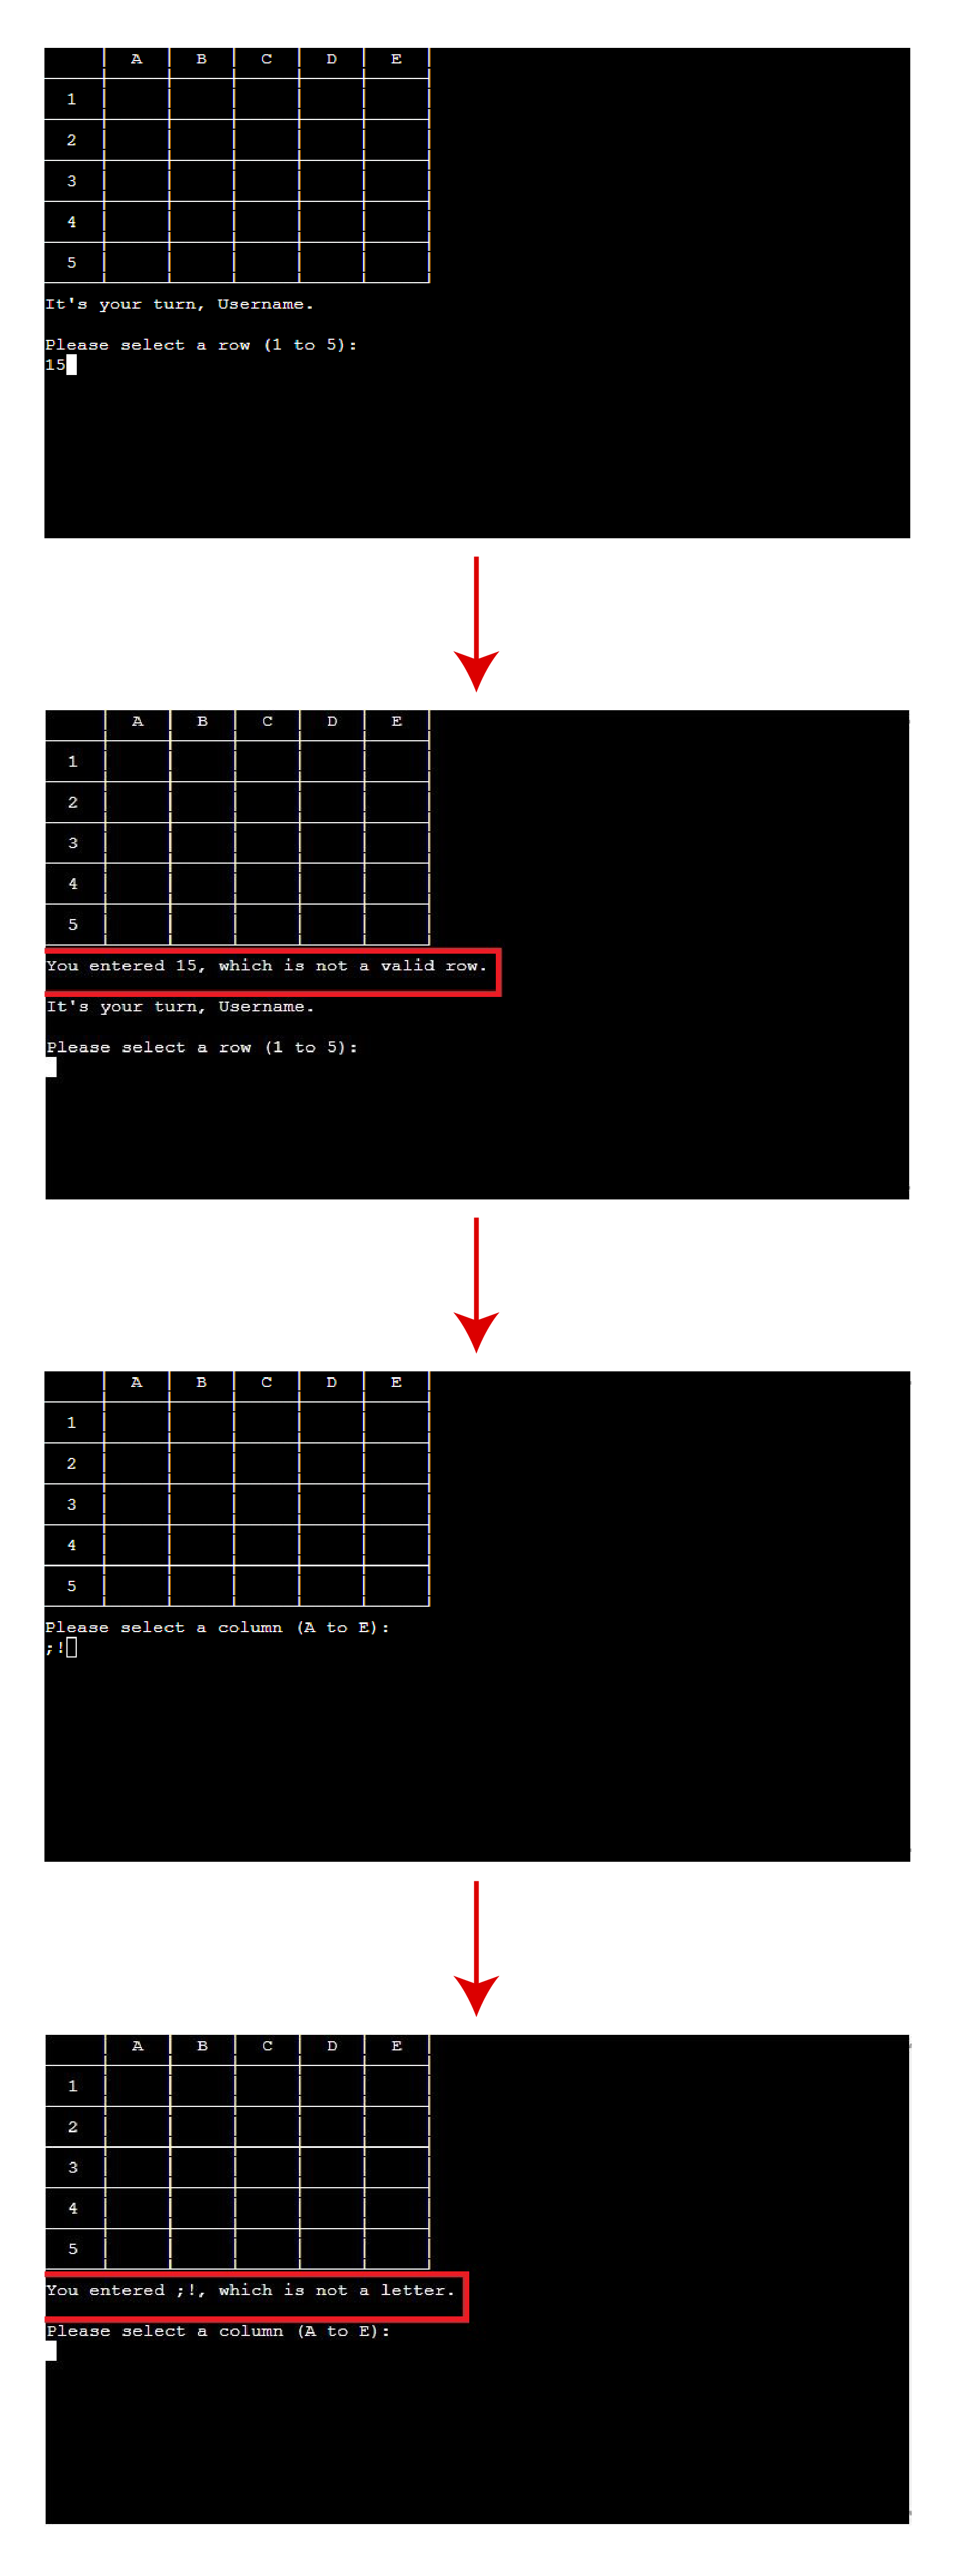 A B C D E
1
2
3
4
5
It's your turn, Username.
Please select a row (1 to 5):
15
A B C D E
1
2
3
4
5
You entered 15, which is not a valid row.
It's your turn, Username.
Please select a row (1 to 5):
A B C D E
1
2
3
4
5
Please select a column (A to E):
;!
A B C D E
1
2
3
4
5
You entered ;!, which is not a letter.
Please select a column (A to E):